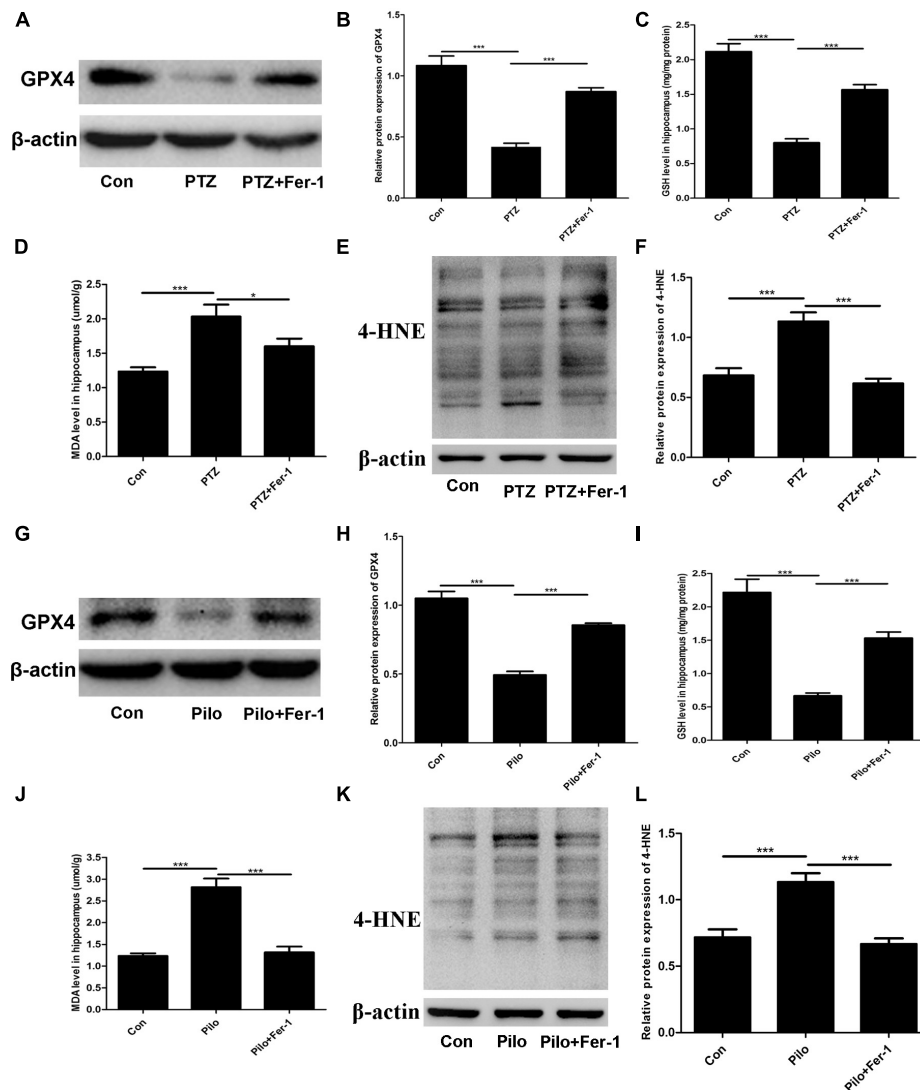 A
GPX4
β-actin
Con PTZ PTZ+Fer-1
B
Relative protein expression of GPX4
1.5
1.0
0.5
0.0
*** ***
Con PTZ PTZ+Fer-1
C
GSH level in hippocampus (mg/mg protein)
2.5
2.0
1.5
1.0
0.5
0.0
*** ***
Con PTZ PTZ+Fer-1
D
MDA level in hippocampus (umol/g)
2.5
2.0
1.5
1.0
0.5
0.0
*** *
Con PTZ PTZ+Fer-1
E
4-HNE
β-actin
Con PTZ PTZ+Fer-1
F
Relative protein expression of 4-HNE
1.5
1.0
0.5
0.0
*** ***
Con PTZ PTZ+Fer-1
G
GPX4
β-actin
Con Pilo Pilo+Fer-1
H
Relative protein expression of GPX4
1.5
1.0
0.5
0.0
*** ***
Con Pilo Pilo+Fer-1
I
GSH level in hippocampus (mg/mg protein)
2.5
2.0
1.5
1.0
0.5
0.0
*** ***
Con Pilo Pilo+Fer-1
J
MDA level in hippocampus (umol/g)
3.5
3.0
2.5
2.0
1.5
1.0
0.5
0.0
*** ***
Con Pilo Pilo+Fer-1
K
4-HNE
β-actin
Con Pilo Pilo+Fer-1
L
Relative protein expression of 4-HNE
1.5
1.0
0.5
0.0
*** ***
Con Pilo Pilo+Fer-1